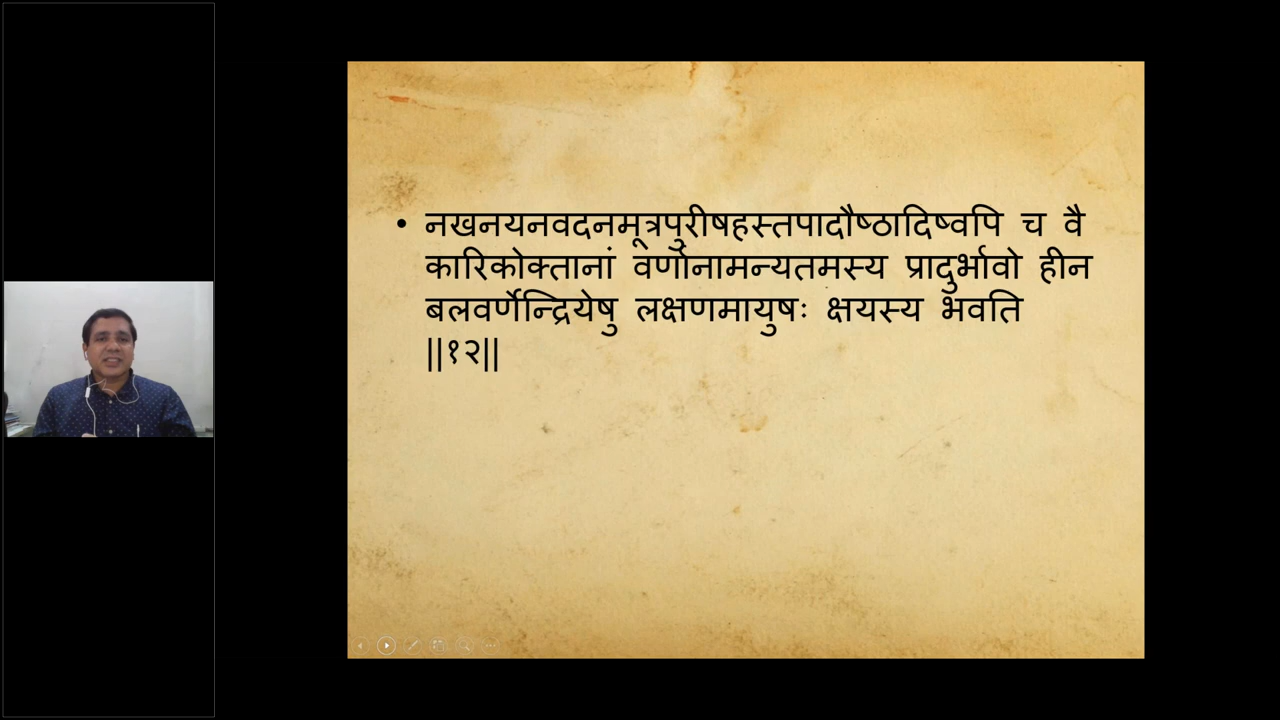 • नखनयनवदनमूत्रपुरीषहस्तपादौष्ठादिष्वपि च वै
कारिकोक्तानां वर्णानामन्यतमस्य प्रादुर्भावो हीन
बलवर्णेन्द्रियेषु लक्षणमायुषः क्षयस्य भवति
||१२||